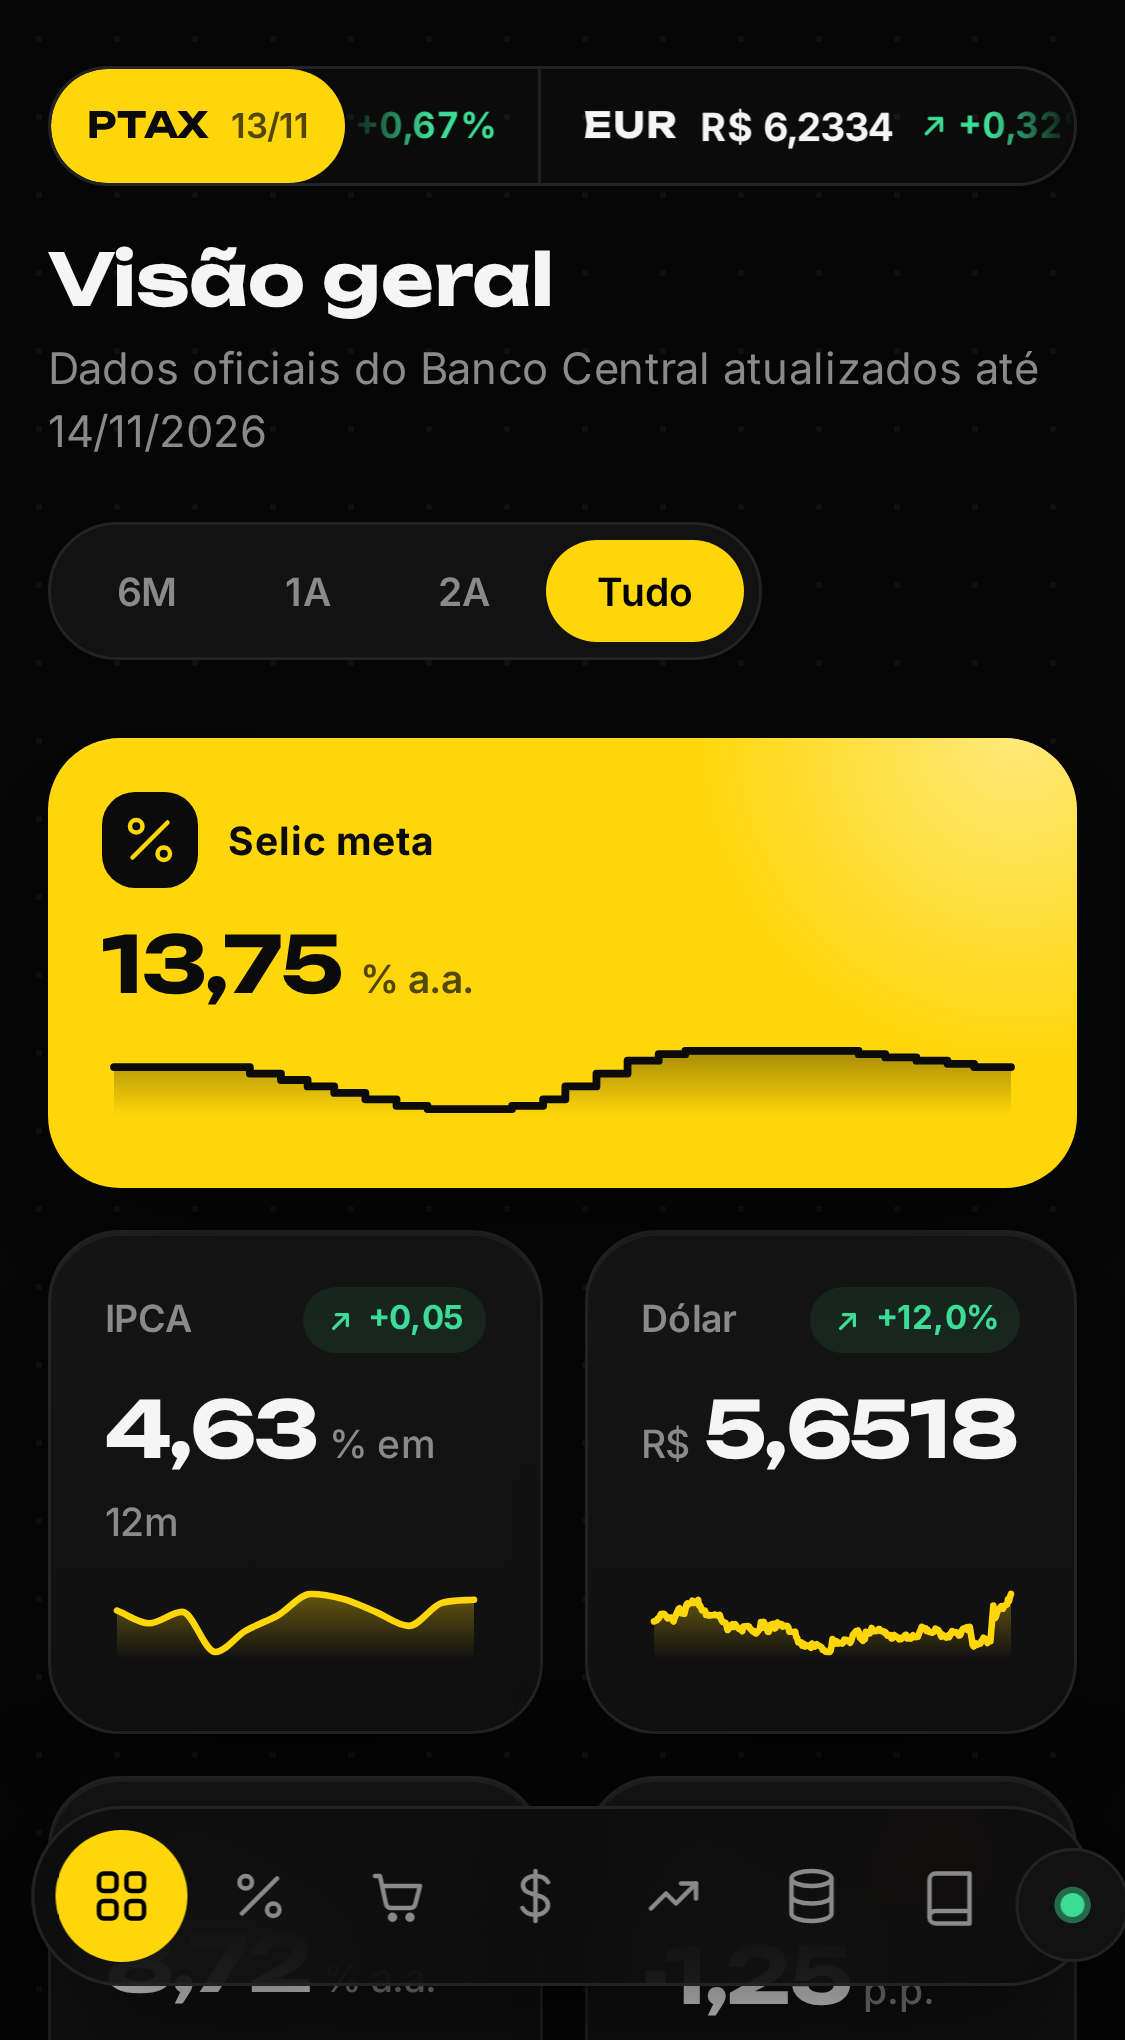 PTAX 13/11 +0,67% EUR R$ 6,2334 +0,32
Visão geral
Dados oficiais do Banco Central atualizados até
14/11/2026
6M 1A 2A Tudo
Selic meta
13,75 % a.a.
IPCA +0,05
4,63 % em
12m
Dólar +12,0%
R$ 5,6518
% a.a.
-1,25 p.p.